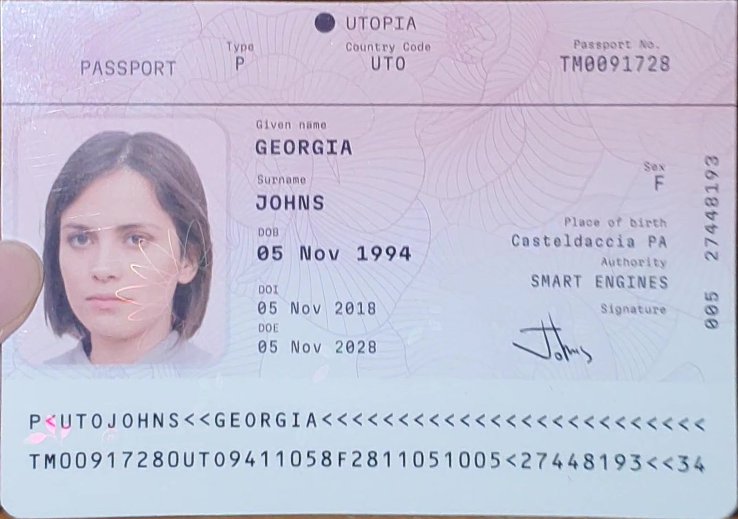 UTOPIA
PASSPORT
Type
P
Country Code
UTO
Passport No.
TM0091728
Given name
GEORGIA
Surname
JOHNS
DOB
05 Nov 1994
DOI
05 Nov 2018
DOE
05 Nov 2028
Sex
F
Place of birth
Casteldaccia PA
Authority
SMART ENGINES
Signature
Johns
005 27448193
P<UTOJOHNS<<GEORGIA<<<<<<<<<<<<<<<<<<<<<<<<<
TM00917280UTO9411058F2811051005<27448193<<34